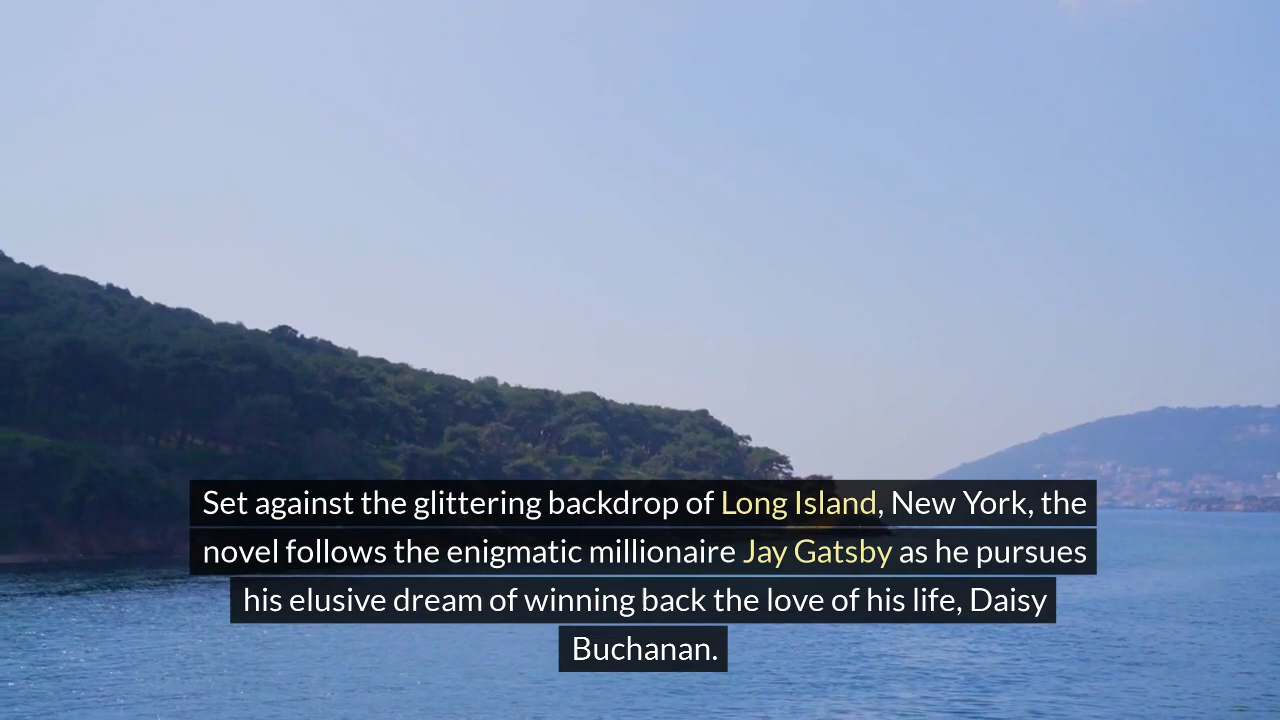 Set against the glittering backdrop of Long Island, New York, the
novel follows the enigmatic millionaire Jay Gatsby as he pursues
his elusive dream of winning back the love of his life, Daisy
Buchanan.